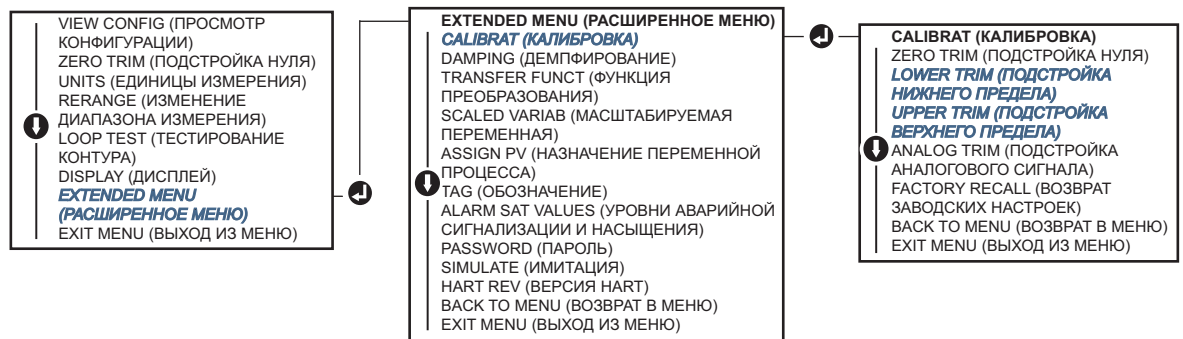 VIEW CONFIG (ПРОСМОТР
КОНФИГУРАЦИИ)
ZERO TRIM (ПОДСТРОЙКА НУЛЯ)
UNITS (ЕДИНИЦЫ ИЗМЕРЕНИЯ)
RERANGE (ИЗМЕНЕНИЕ
ДИАПАЗОНА ИЗМЕРЕНИЯ)
LOOP TEST (ТЕСТИРОВАНИЕ
КОНТУРА)
DISPLAY (ДИСПЛЕЙ)
EXTENDED MENU
(РАСШИРЕННОЕ МЕНЮ)
EXIT MENU (ВЫХОД ИЗ МЕНЮ)
EXTENDED MENU (РАСШИРЕННОЕ МЕНЮ)
CALIBRAT (КАЛИБРОВКА)
DAMPING (ДЕМПФИРОВАНИЕ)
TRANSFER FUNCT (ФУНКЦИЯ
ПРЕОБРАЗОВАНИЯ)
SCALED VARIAB (МАСШТАБИРУЕМАЯ
ПЕРЕМЕННАЯ)
ASSIGN PV (НАЗНАЧЕНИЕ ПЕРЕМЕННОЙ
ПРОЦЕССА)
TAG (ОБОЗНАЧЕНИЕ)
ALARM SAT VALUES (УРОВНИ АВАРИЙНОЙ
СИГНАЛИЗАЦИИ И НАСЫЩЕНИЯ)
PASSWORD (ПАРОЛЬ)
SIMULATE (ИМИТАЦИЯ)
HART REV (ВЕРСИЯ HART)
BACK TO MENU (ВОЗВРАТ В МЕНЮ)
EXIT MENU (ВЫХОД ИЗ МЕНЮ)
CALIBRAT (КАЛИБРОВКА)
ZERO TRIM (ПОДСТРОЙКА НУЛЯ)
LOWER TRIM (ПОДСТРОЙКА
НИЖНЕГО ПРЕДЕЛА)
UPPER TRIM (ПОДСТРОЙКА
ВЕРХНЕГО ПРЕДЕЛА)
ANALOG TRIM (ПОДСТРОЙКА
АНАЛОГОВОГО СИГНАЛА)
FACTORY RECALL (ВОЗВРАТ
ЗАВОДСКИХ НАСТРОЕК)
BACK TO MENU (ВОЗВРАТ В МЕНЮ)
EXIT MENU (ВЫХОД ИЗ МЕНЮ)